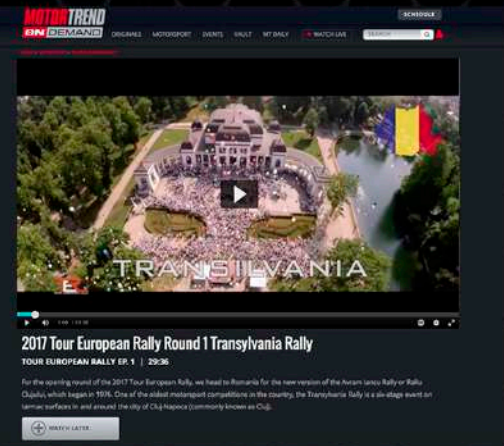 MOTORTREND
SCHEDULE
ON DEMAND ORIGINALS MOTORSPORT EVENTS VAULT MT DAILY WATCH LIVE SEARCH
TRANSILVANIA
2017 Tour European Rally Round 1 Transylvania Rally
TOUR EUROPEAN RALLY EP. 1 | 29:36
For the opening round of the 2017 Tour European Rally, we head to Romania for the new version of the Avram Iancu Rally or Raliu
Clujului, which began in 1976. One of the oldest motorsport competitions in the country, the Transylvania Rally is a six-stage event on
tarmac surfaces in and around the city of Cluj-Napoca (commonly known as Cluj).
WATCH LATER